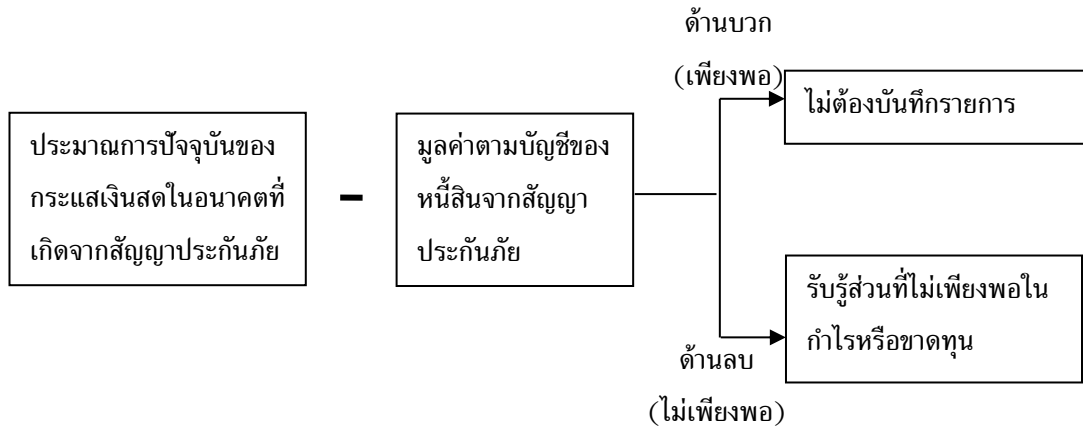 ด้านบวก
(เพียงพอ)
ไม่ต้องบันทึกรายการ
ประมาณการปัจจุบันของ
กระแสเงินสดในอนาคตที่
เกิดจากสัญญาประกันภัย
–
มูลค่าตามบัญชีของ
หนี้สินจากสัญญา
ประกันภัย
รับรู้ส่วนที่ไม่เพียงพอใน
กำไรหรือขาดทุน
ด้านลบ
(ไม่เพียงพอ)